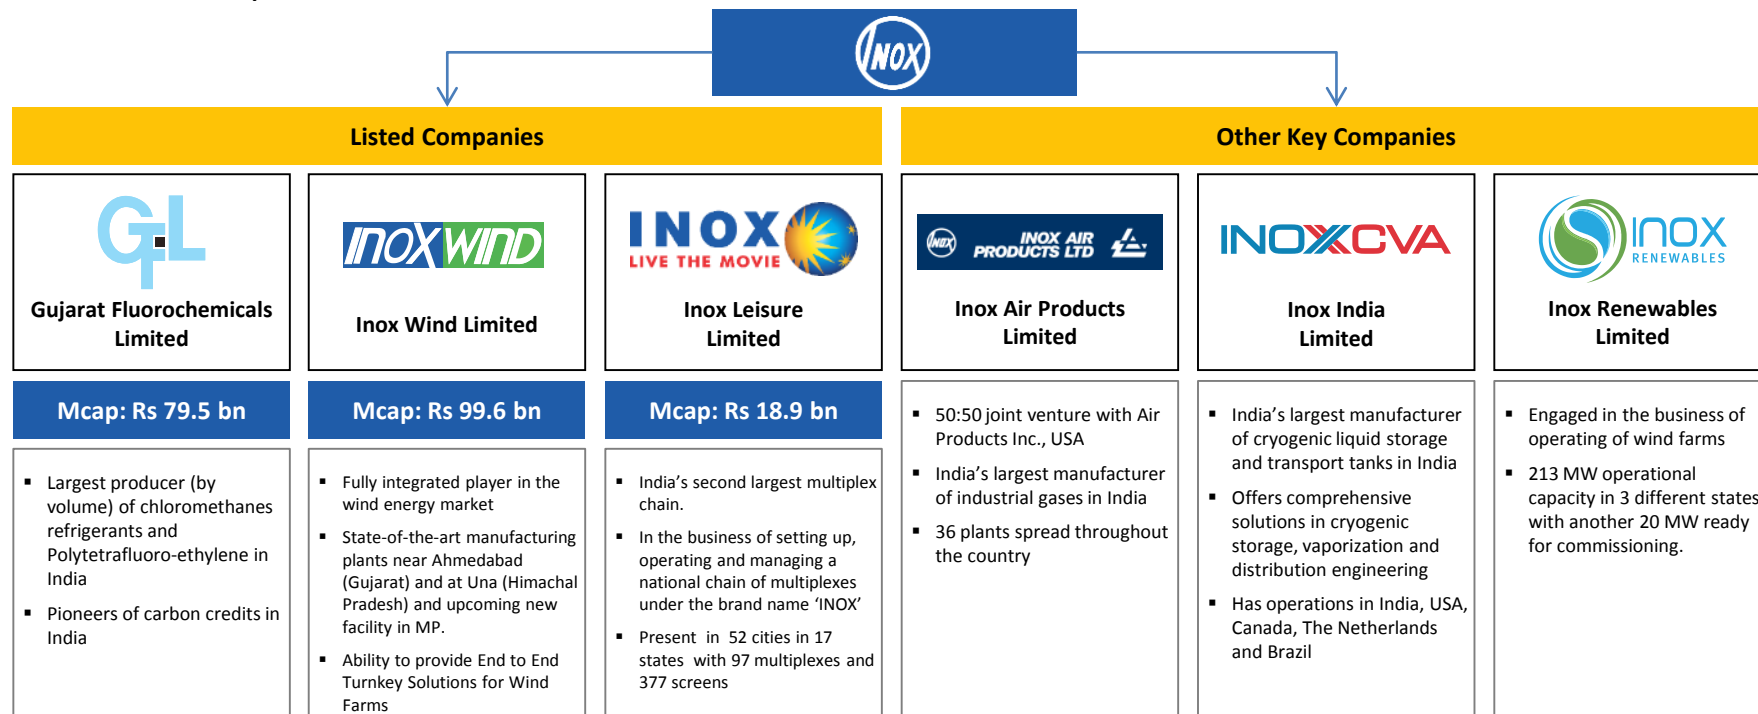 INOX
Listed Companies
Other Key Companies
GFL
Gujarat Fluorochemicals
Limited
INOXWIND
Inox Wind Limited
INOX
LIVE THE MOVIE
Inox Leisure
Limited
INOX
INOX AIR
PRODUCTS LTD
Inox Air Products
Limited
INOXCVA
Inox India
Limited
INOX
RENEWABLES
Inox Renewables
Limited
Mcap: Rs 79.5 bn
Mcap: Rs 99.6 bn
Mcap: Rs 18.9 bn
▪ Largest producer (by
volume) of chloromethanes
refrigerants and
Polytetrafluoro-ethylene in
India
▪ Pioneers of carbon credits in
India
▪ Fully integrated player in the
wind energy market
▪ State-of-the-art manufacturing
plants near Ahmedabad
(Gujarat) and at Una (Himachal
Pradesh) and upcoming new
facility in MP.
▪ Ability to provide End to End
Turnkey Solutions for Wind
Farms
▪ India's second largest multiplex
chain.
▪ In the business of setting up,
operating and managing a
national chain of multiplexes
under the brand name ‘INOX’
▪ Present in 52 cities in 17
states with 97 multiplexes and
377 screens
▪ 50:50 joint venture with Air
Products Inc., USA
▪ India’s largest manufacturer
of industrial gases in India
▪ 36 plants spread throughout
the country
▪ India’s largest manufacturer
of cryogenic liquid storage
and transport tanks in India
▪ Offers comprehensive
solutions in cryogenic
storage, vaporization and
distribution engineering
▪ Has operations in India, USA,
Canada, The Netherlands
and Brazil
▪ Engaged in the business of
operating of wind farms
▪ 213 MW operational
capacity in 3 different states
with another 20 MW ready
for commissioning.